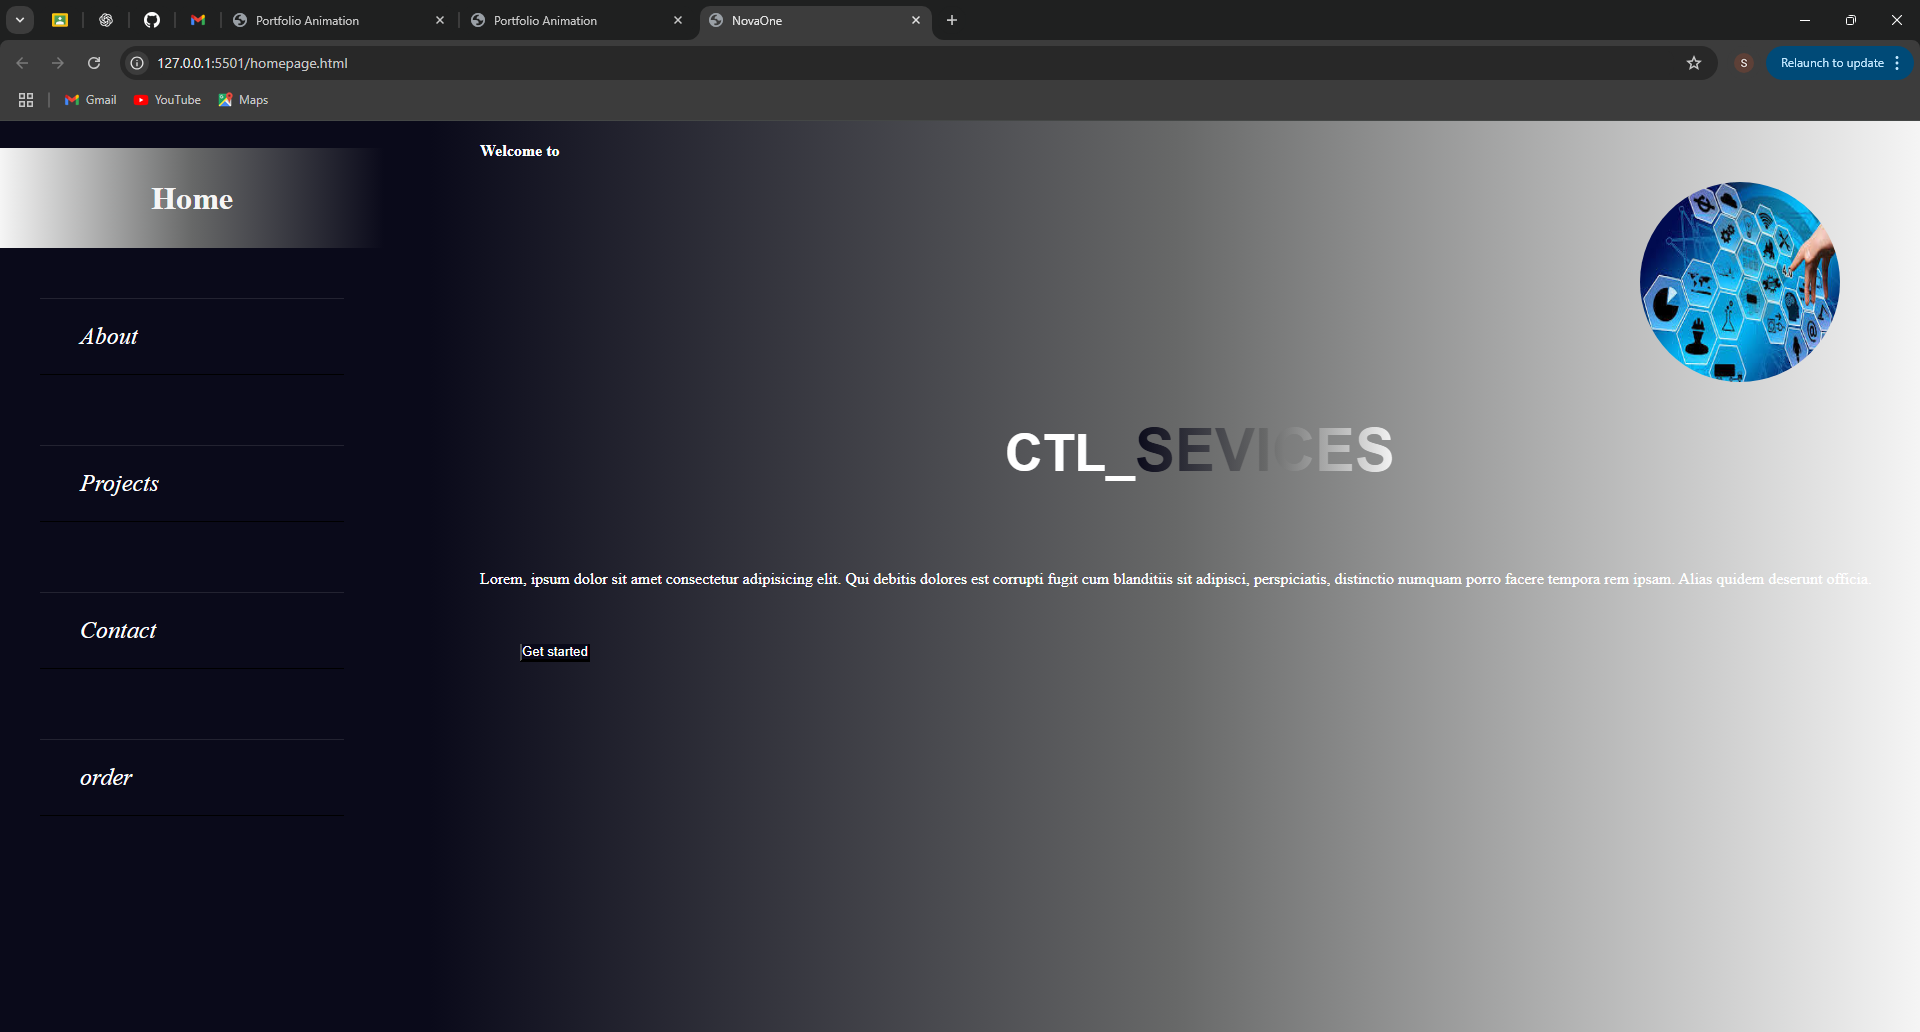 Portfolio Animation
Portfolio Animation
NovaOne
127.0.0.1:5501/homepage.html
S
Relaunch to update
Gmail
YouTube
Maps
Welcome to
Home
About
CTL_SEVICES
Projects
Lorem, ipsum dolor sit amet consectetur adipisicing elit. Qui debitis dolores est corrupti fugit cum blanditiis sit adipisci, perspiciatis, distinctio numquam porro facere tempora rem ipsam. Alias quidem deserunt officia.
Contact
Get started
order